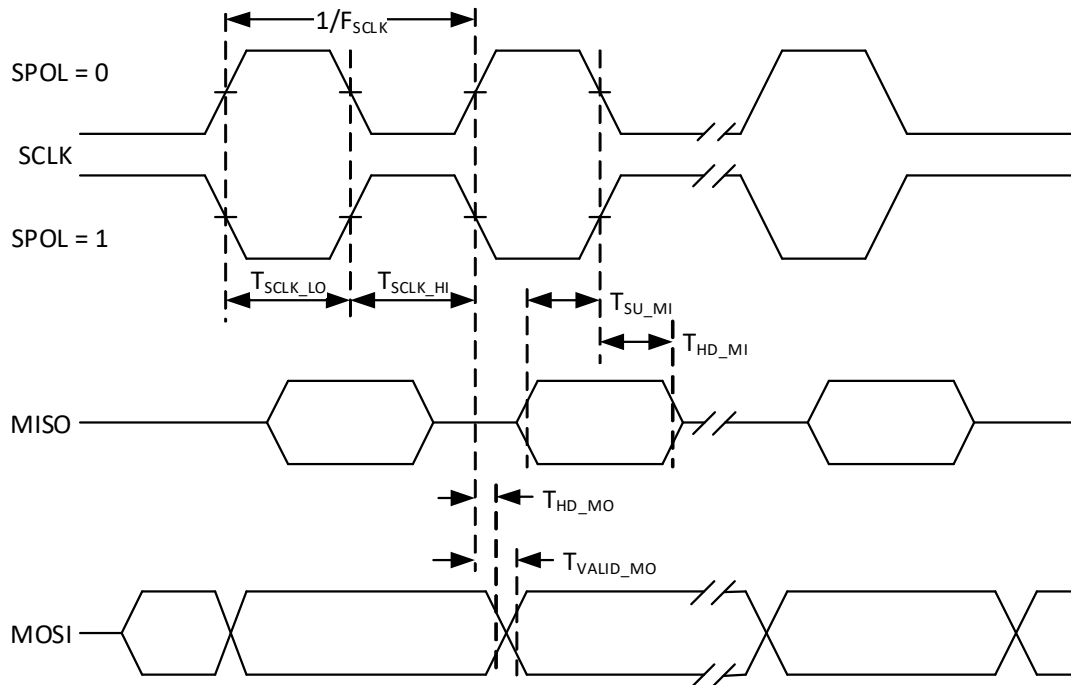 1/F_SCLK
SPOL = 0
SCLK
SPOL = 1
T_SCLK_LO T_SCLK_HI
T_SU_MI
T_HD_MI
MISO
T_HD_MO
T_VALID_MO
MOSI